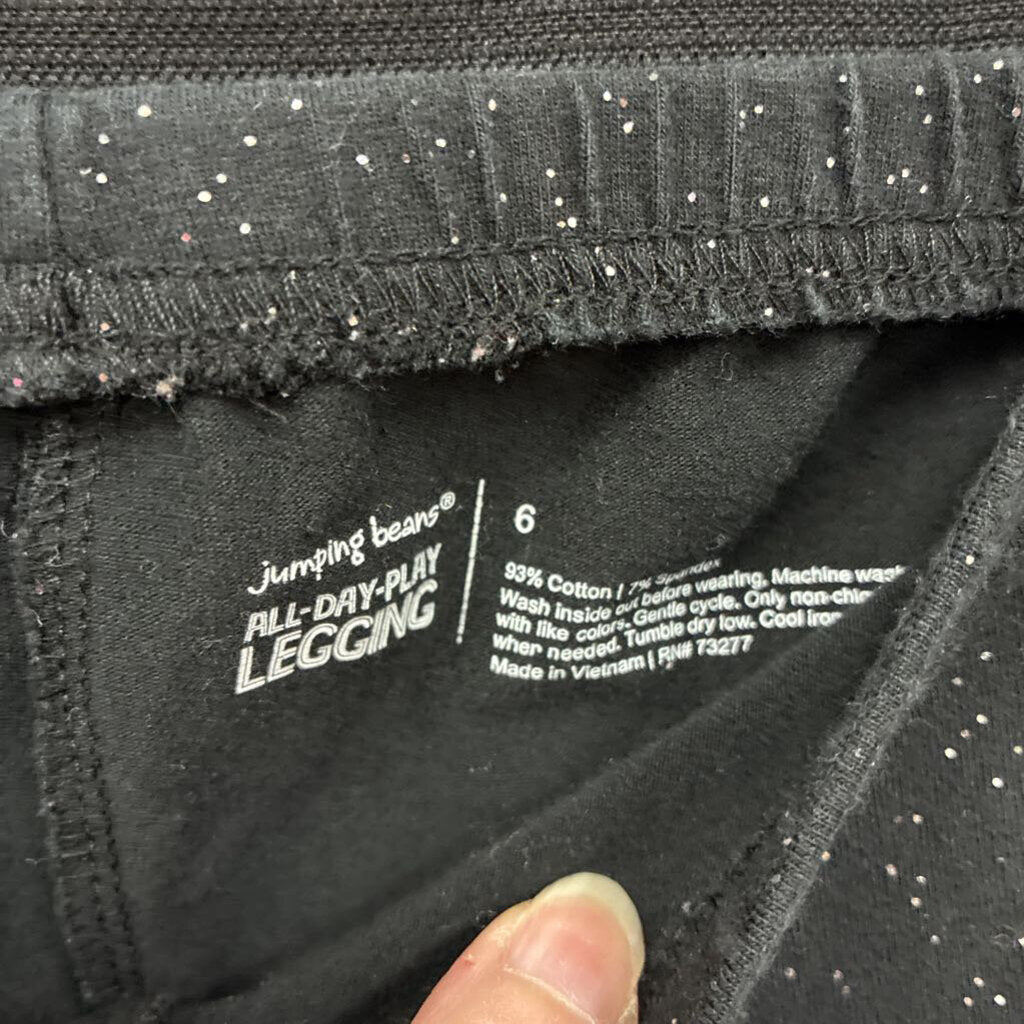 jumping beans®
ALL-DAY-PLAY
LEGGING
6
93% Cotton | 7% Spandex
Wash inside out before wearing. Machine wash
with like colors. Gentle cycle. Only non-chlor
when needed. Tumble dry low. Cool iron
Made in Vietnam | RN# 73277